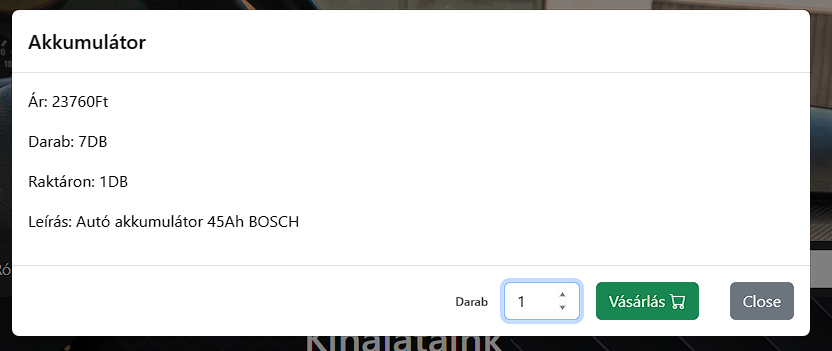 Akkumulátor
Ár: 23760Ft
Darab: 7DB
Raktáron: 1DB
Leírás: Autó akkumulátor 45Ah BOSCH
Darab 1 Vásárlás Close
Kínálataink